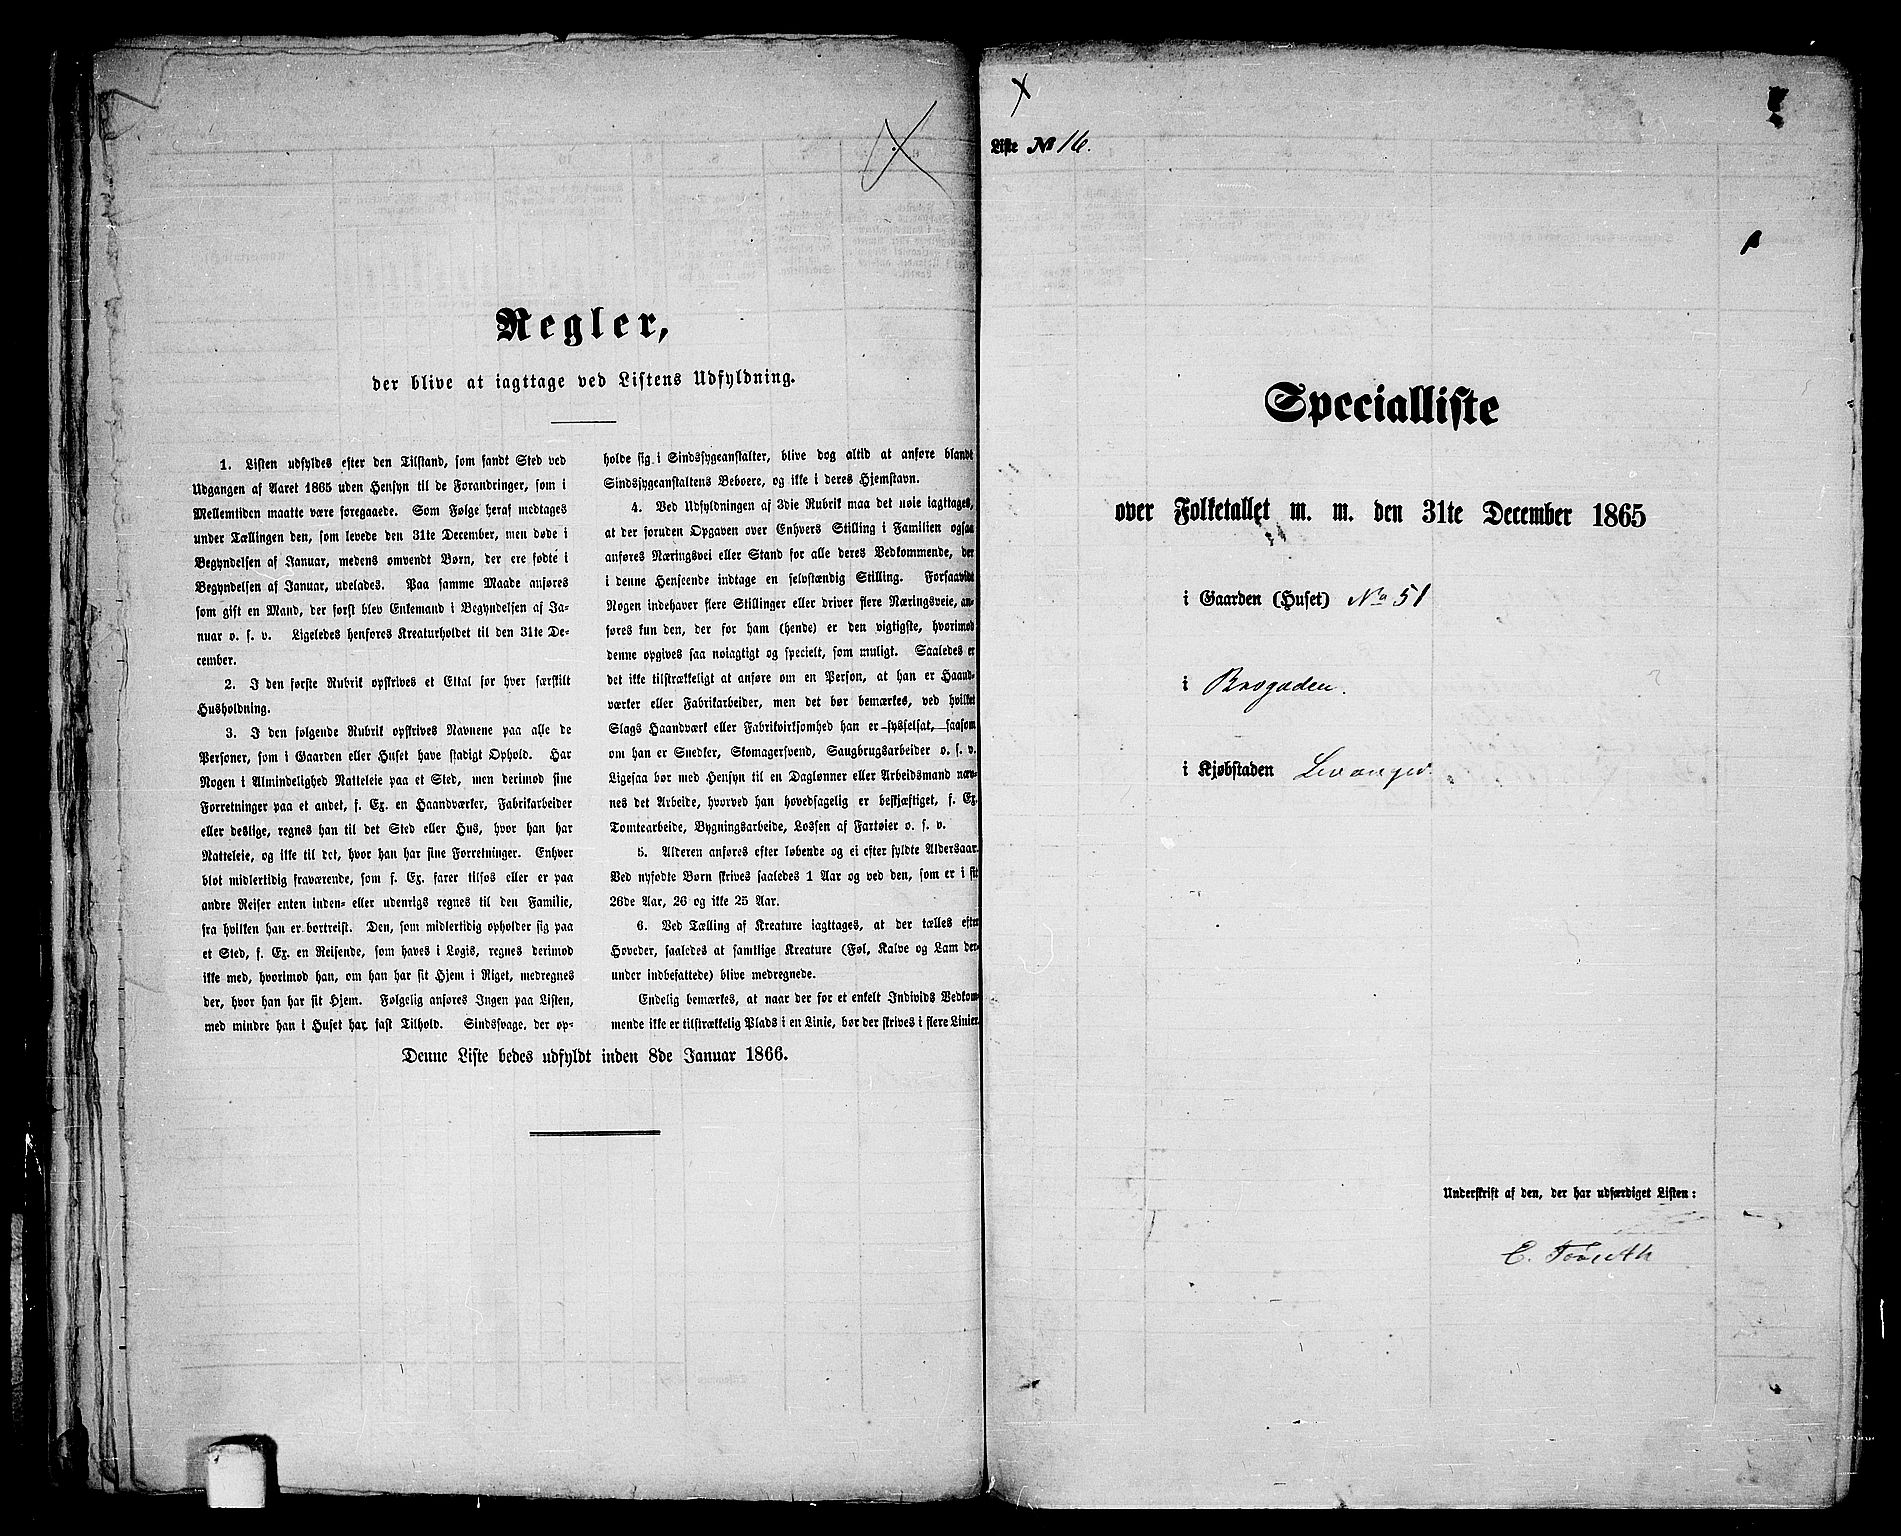 Regler,
der blive at iagttage ved Listens Udfyldning.
1. Listen udfyldes efter den Tilstand, som fandt Sted ved
Udgangen af Aaret 1865 uden Hensyn til de Forandringer, som i
Mellemtiden maatte være foregaaede. Som Følge heraf medtages
under Tællingen den, som levede den 31te December, men døde i
Begyndelsen af Januar, medens omvendt Børn, der ere fødte i
Begyndelsen af Januar, udelades. Paa samme Maade anføres
som gift en Mand, der først blev Enkemand i Begyndelsen af Ja-
nuar o. s. v. Ligeledes henføres Kreaturholdet til den 31te De-
cember.
2. I den første Rubrik opskrives et Ettal for hver særskilt
Husholdning.
3. I den følgende Rubrik opskrives Navnene paa alle de
Personer, som i Gaarden eller Huset have stadigt Ophold. Har
Nogen i Almindelighed Natteleie paa et Sted, men derimod sine
Forretninger paa et andet, f. Ex. en Haandværker, Fabrikarbeider
eller deslige, regnes han til det Sted eller Hus, hvor han har
Natteleie, og ikke til det, hvor han har sine Forretninger. Enhver
blot midlertidig fraværende, som f. Ex. farer tilsøs eller er paa
andre Reiser enten inden- eller udenrigs regnes til den Familie,
fra hvilken han er bortreist. Den, som midlertidig opholder sig paa
et Sted, f. Ex. en Reisende, som haves i Logis, regnes derimod
ikke med, hvorimod han, om han har sit Hjem i Riget, medregnes
der, hvor han har sit Hjem. Følgelig anføres Ingen paa Listen,
med mindre han i Huset har fast Tilhold. Sindssvage, der op-
holde sig i Sindssygeanstalter, blive dog altid at anføre blandt
Sindssygeanstaltens Beboere, og ikke i deres Hjemstavn.
4. Ved Udfyldningen af 3die Rubrik maa det nøie iagttages,
at der foruden Opgaven over Enhvers Stilling i Familien ogsaa
anføres Næringsvei eller Stand for alle deres Vedkommende, der
i denne Henseende indtage en selvstændig Stilling. Forsaavidt
Nogen indehaver flere Stillinger eller driver flere Næringsveie, an-
føres kun den, der for ham (hende) er den vigtigste, hvorimod
denne opgives saa nøiagtigt og specielt, som muligt. Saaledes er
det ikke tilstrækkeligt at anføre om en Person, at han er Haand-
værker eller Fabrikarbeider, men det bør bemærkes, ved hvilket
Slags Haandværk eller Fabrikvirksomhed han er sysselsat, saasom
om han er Snedker, Skomagersvend, Saugbrugsarbeider o. s. v.
Ligesaa bør med Hensyn til en Daglønner eller Arbeidsmand næv-
nes det Arbeide, hvorved han hovedsagelig er beskjæftiget, f. Ex.
Tomtearbeide, Bygningsarbeide, Lossen af Fartøier o. s. v.
5. Alderen anføres efter løbende og ei efter fyldte Aldersaar.
Ved nyfødte Børn skrives saaledes 1 Aar og ved den, som er i sit
26de Aar, 26 og ikke 25 Aar.
6. Ved Tælling af Kreature iagttages, at der tælles efter
Hoveder, saaledes at samtlige Kreature (Føl, Kalve og Lam der-
under indbefattede) blive medregnede.
Endelig bemærkes, at naar der for et enkelt Individs Vedkom-
mende ikke er tilstrækkelig Plads i en Linie, bør der skrives i flere Linier.
Denne Liste bedes udfyldt inden 8de Januar 1866.
Liste No 16.
Specialliste
over Folketallet m. m. den 31te December 1865
i Gaarden (Huset) No 51
i Brogaden.
i Kjøbstaden Levanger.
Underskrift af den, der har udfærdiget Listen:
E.